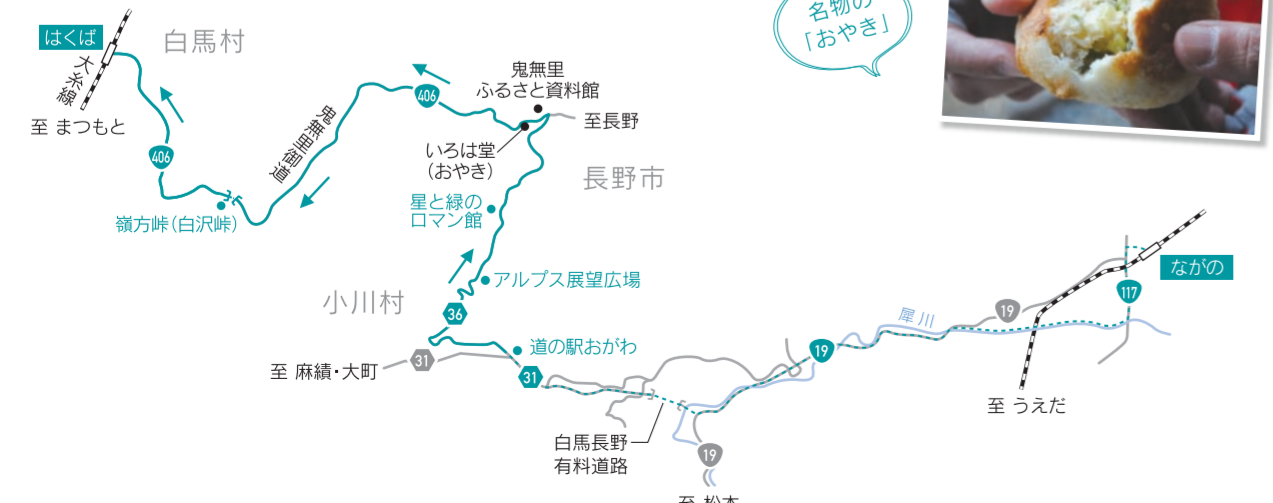 名物の
「おやき」
はくば
白馬村
大糸線
至 まつもと
406
406
鬼無里
ふるさと資料館
至長野
鬼無里御道
いろは堂
(おやき)
長野市
星と緑の
ロマン館
嶺方峠(白沢峠)
アルプス展望広場
小川村
36
ながの
117
犀川
19
道の駅おがわ
31
至 麻績・大町
31
19
至 うえだ
白馬長野
有料道路
19
至 松本